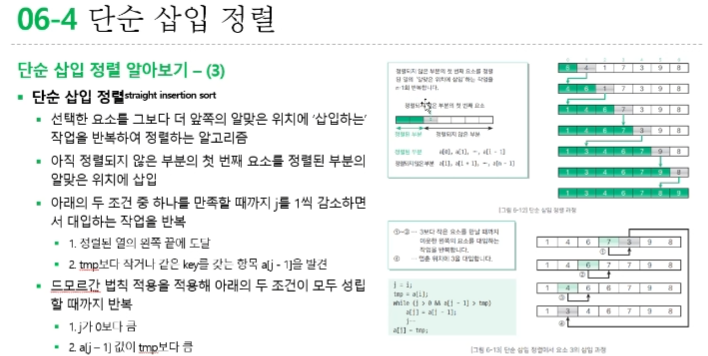 06-4 단순 삽입 정렬
단순 삽입 정렬 알아보기 – (3)
단순 삽입 정렬straight insertion sort
선택한 요소를 그보다 더 앞쪽의 알맞은 위치에 '삽입하는'
작업을 반복하여 정렬하는 알고리즘
아직 정렬되지 않은 부분의 첫 번째 요소를 정렬된 부분의
알맞은 위치에 삽입
아래의 두 조건 중 하나를 만족할 때까지 j를 1씩 감소하면
서 대입하는 작업을 반복
1. 정렬된 열의 왼쪽 끝에 도달
2. tmp보다 작거나 같은 key를 갖는 항목 a[j - 1]을 발견
드모르간 법칙 적용을 적용해 아래의 두 조건이 모두 성립
할 때까지 반복
1. j가 0보다 큼
2. a[j – 1] 값이 tmp보다 큼
정렬되지 않은 부분의 첫 번째 요소를 정렬
된 열의 '알맞은 위치에 삽입'하는 작업을
n-1회 반복합니다.
정렬되지 않은 부분의 첫 번째 요소
정렬된 부분 정렬되지 않은 부분
정렬된 부분 a[0], a[1], …, a[i - 1]
정렬되지 않은 부분 a[i], a[i + 1], …, a[n - 1]
6 4 1 7 3 9 8
4 6 1 7 3 9 8
1 4 6 7 3 9 8
1 4 6 7 3 9 8
1 3 4 6 7 9 8
1 3 4 6 7 9 8
1 3 4 6 7 8 9
[그림 6-12] 단순 삽입 정렬 과정
①~③ … 3보다 작은 요소를 만날 때까지
이웃한 왼쪽의 요소를 대입하는
작업을 반복합니다.
④ … 멈춘 위치에 3을 대입합니다.
j = i;
tmp = a[i];
while (j > 0 && a[j - 1] > tmp)
a[j] = a[j - 1];
j--
a[j] = tmp;
1 4 6 7 3 9 8
①
1 4 6 7 9 8
②
1 4 6 7 9 8
③
1 3 4 6 7 9 8
④
[그림 6-13] 단순 삽입 정렬에서 요소 3의 삽입 과정